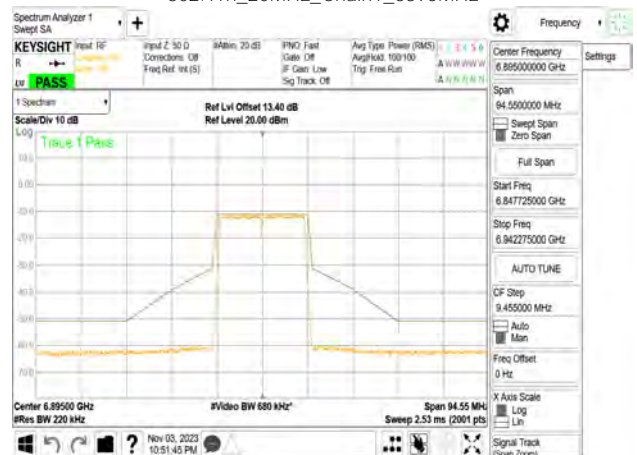 Spectrum Analyzer 1
Swept SA
Frequency
KEYSIGHT
Input: RF
Input Z: 50 Ω
#Atten: 20 dB
PNO: Fast
Avg Type: Power (RMS)
R
Corrections: Off
Gate: Off
Avg|Hold: 100/100
Freq Ref: Int (S)
IF Gain: Low
Trig: Free Run
Sig Track: Off
PASS
1 Spectrum
Scale/Div 10 dB
Ref Lvl Offset 13.40 dB
Ref Level 20.00 dBm
Log
Trace 1 Pass
Center 6.89500 GHz
#Video BW 680 kHz*
Span 94.55 MHz
#Res BW 220 kHz
Sweep 2.53 ms (2001 pts
Nov 03, 2023
10:51:45 PM
Center Frequency
6.895000000 GHz
Settings
Span
94.5500000 MHz
Swept Span
Zero Span
Full Span
Start Freq
6.847725000 GHz
Stop Freq
6.942275000 GHz
AUTO TUNE
CF Step
9.455000 MHz
Auto
Man
Freq Offset
0 Hz
X Axis Scale
Log
Lin
Signal Track
(Span Zoom)